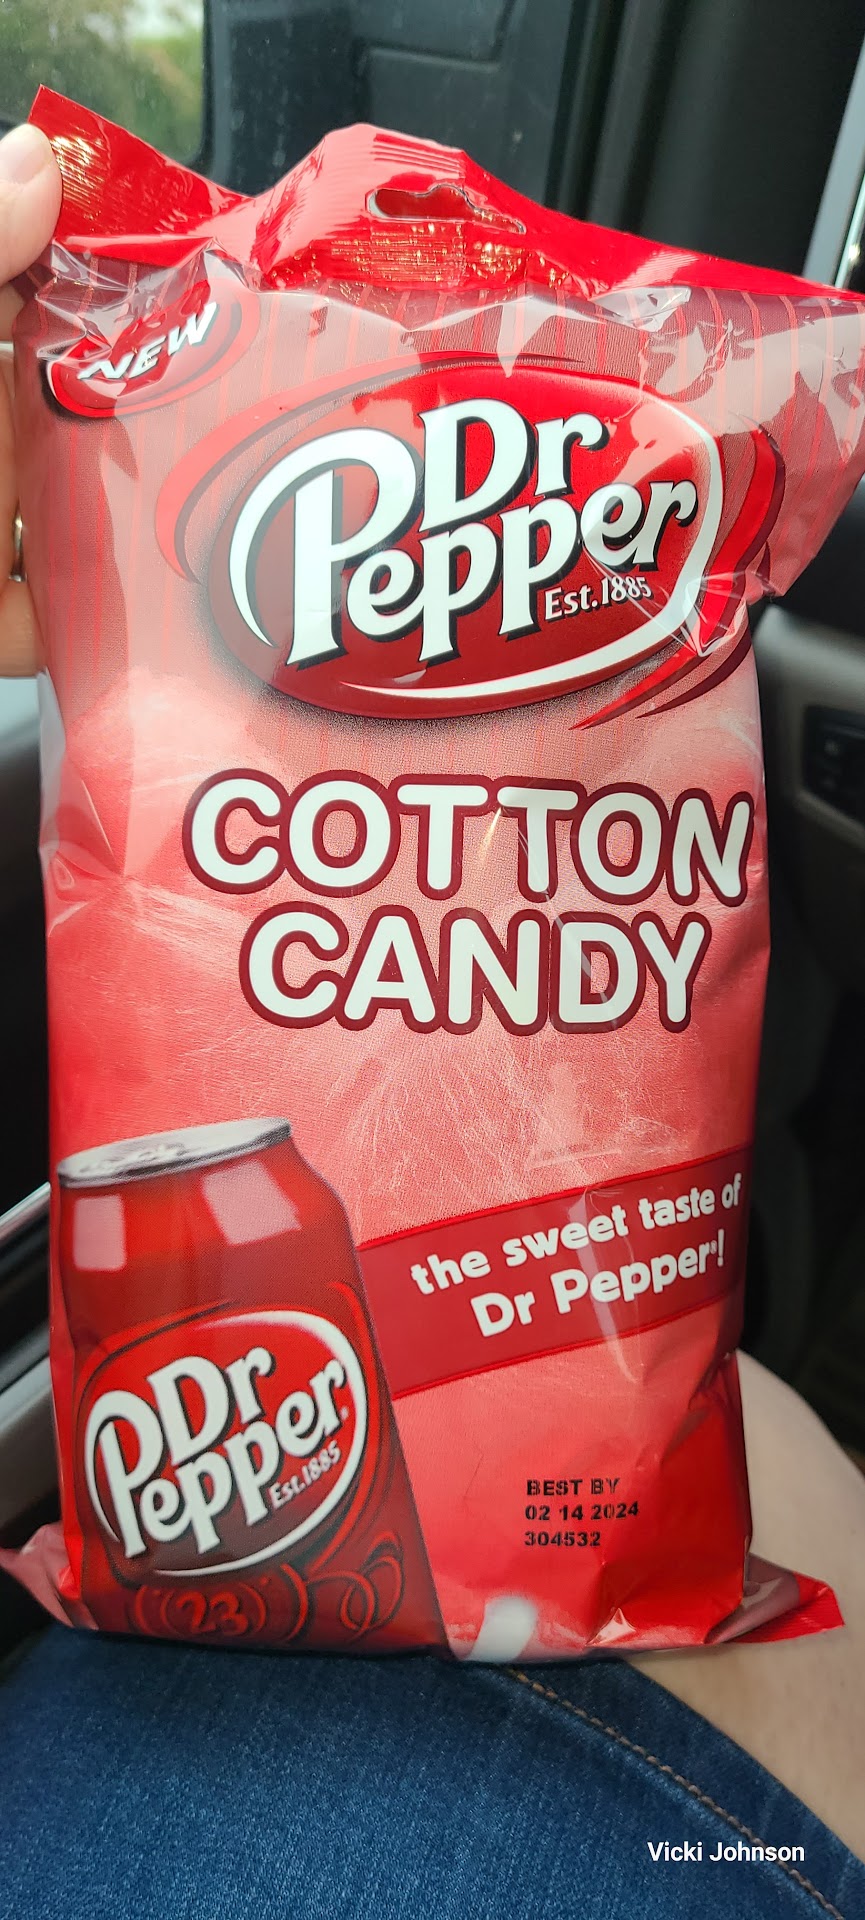 NEW
Dr
Pepper
Est.1885
COTTON
CANDY
the sweet taste of
Dr Pepper®!
Dr
Pepper.
Est.1885
23
BEST BY
02 14 2024
304532
Vicki Johnson